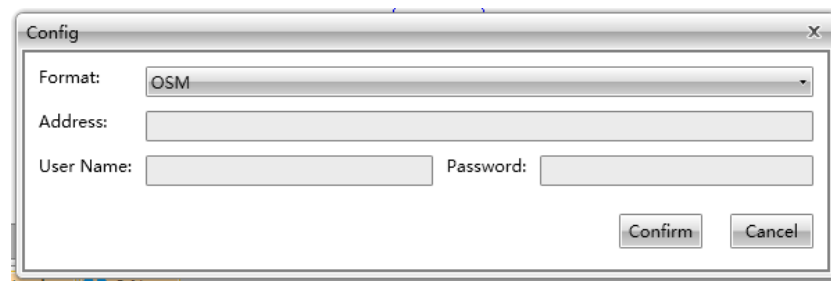 Config x
Format: OSM
Address:
User Name: Password:
Confirm Cancel